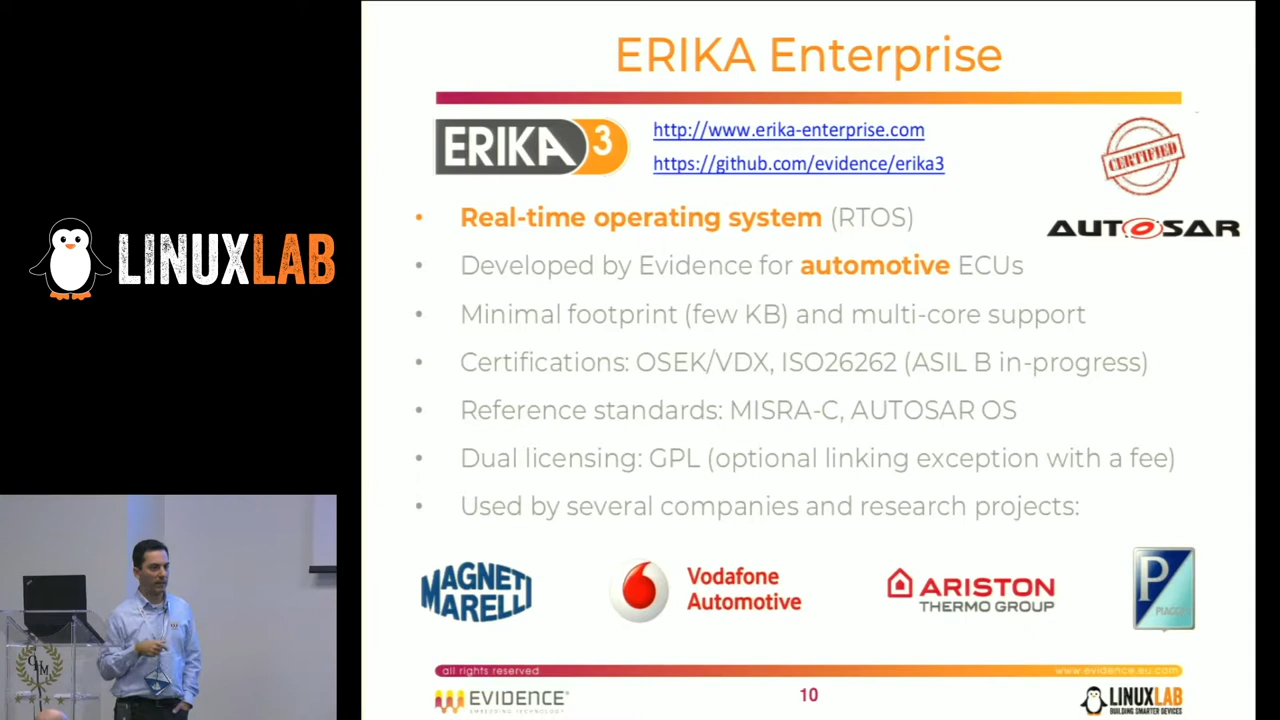 ERIKA Enterprise
ERIKA 3
http://www.erika-enterprise.com
https://github.com/evidence/erika3
CERTIFIED
AUTOSAR
• Real-time operating system (RTOS)
• Developed by Evidence for automotive ECUs
• Minimal footprint (few KB) and multi-core support
• Certifications: OSEK/VDX, ISO26262 (ASIL B in-progress)
• Reference standards: MISRA-C, AUTOSAR OS
• Dual licensing: GPL (optional linking exception with a fee)
• Used by several companies and research projects:
MAGNETI
MARELLI
Vodafone
Automotive
ARISTON
THERMO GROUP
P
PIAGGIO
all rights reserved
www.evidence.eu.com
EVIDENCE®
EMBEDDING TECHNOLOGY
10
LINUXLAB
BUILDING SMARTER DEVICES
LINUXLAB
CHM